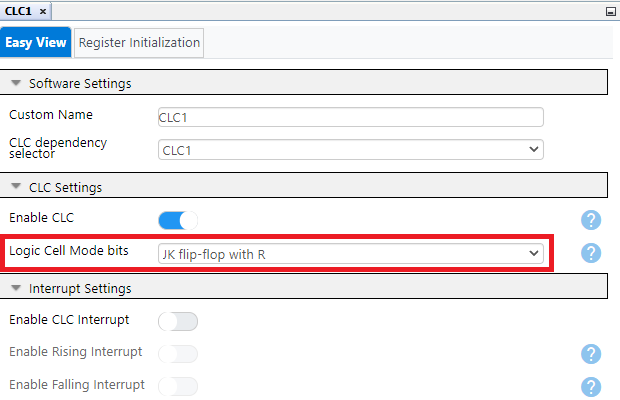 CLC1 ×
Easy View Register Initialization
Software Settings
Custom Name CLC1
CLC dependency
selector CLC1
CLC Settings
Enable CLC ?
Logic Cell Mode bits JK flip-flop with R ?
Interrupt Settings
Enable CLC Interrupt
Enable Rising Interrupt ?
Enable Falling Interrupt ?